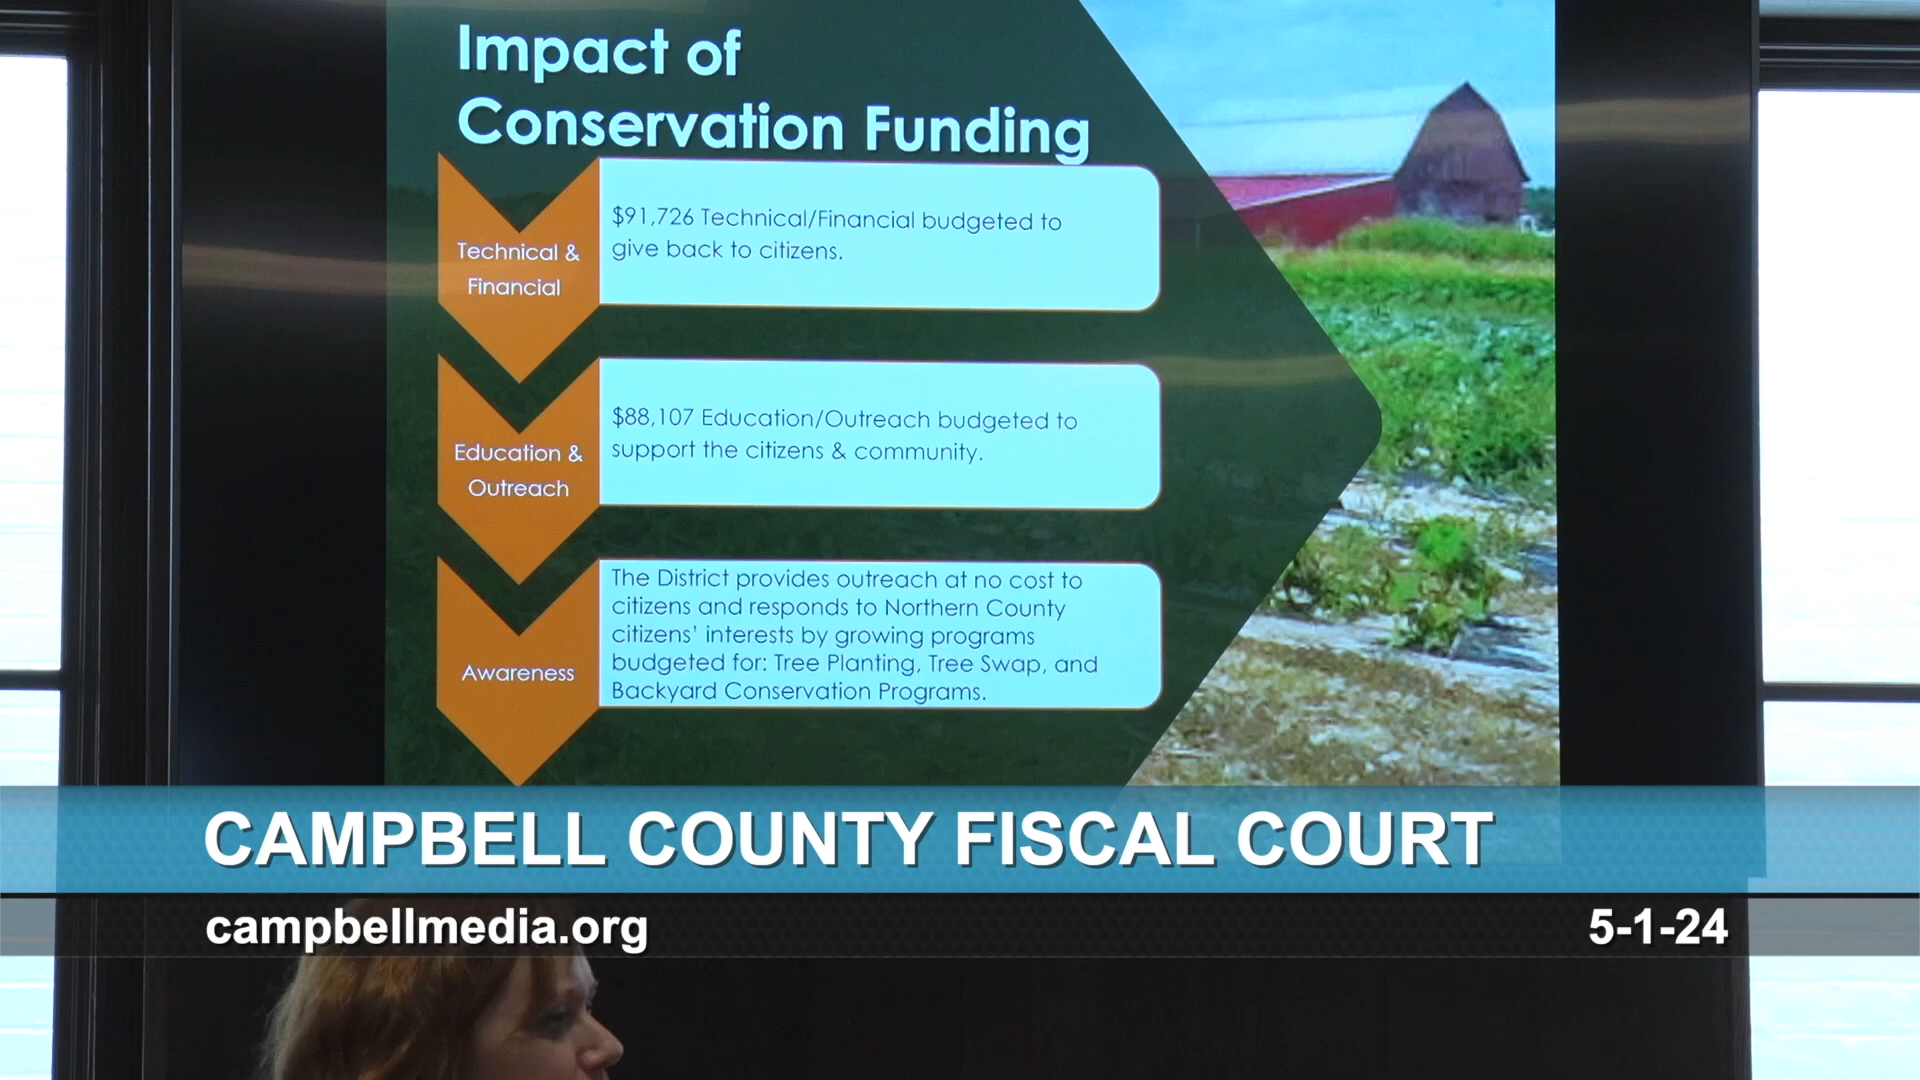 Impact of
Conservation Funding
Technical &
Financial
$91,726 Technical/Financial budgeted to
give back to citizens.
Education &
Outreach
$88,107 Education/Outreach budgeted to
support the citizens & community.
Awareness
The District provides outreach at no cost to
citizens and responds to Northern County
citizens' interests by growing programs
budgeted for: Tree Planting, Tree Swap, and
Backyard Conservation Programs.
CAMPBELL COUNTY FISCAL COURT
campbellmedia.org
5-1-24